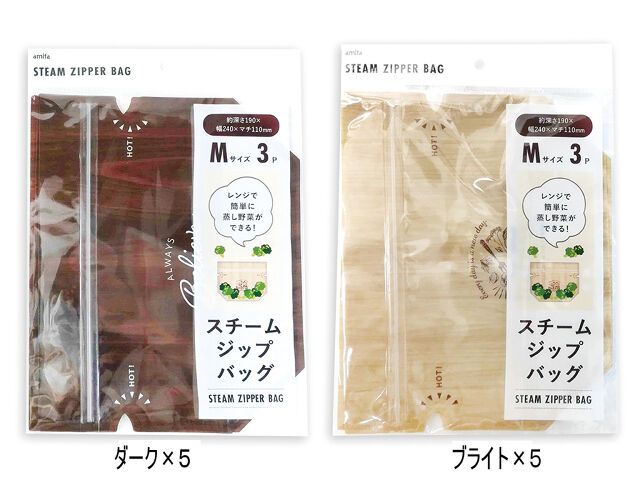 amifa
STEAM ZIPPER BAG
約深さ190×
幅240×マチ110mm
Mサイズ 3P
レンジで
簡単に
蒸し野菜が
できる!
スチーム
ジップ
バッグ
STEAM ZIPPER BAG
HOT!
ALWAYS
HOT!
ダーク×5
amifa
STEAM ZIPPER BAG
約深さ190×
幅240×マチ110mm
Mサイズ 3P
レンジで
簡単に
蒸し野菜が
できる!
スチーム
ジップ
バッグ
STEAM ZIPPER BAG
HOT!
Every day is a new day.
HOT!
ブライト×5